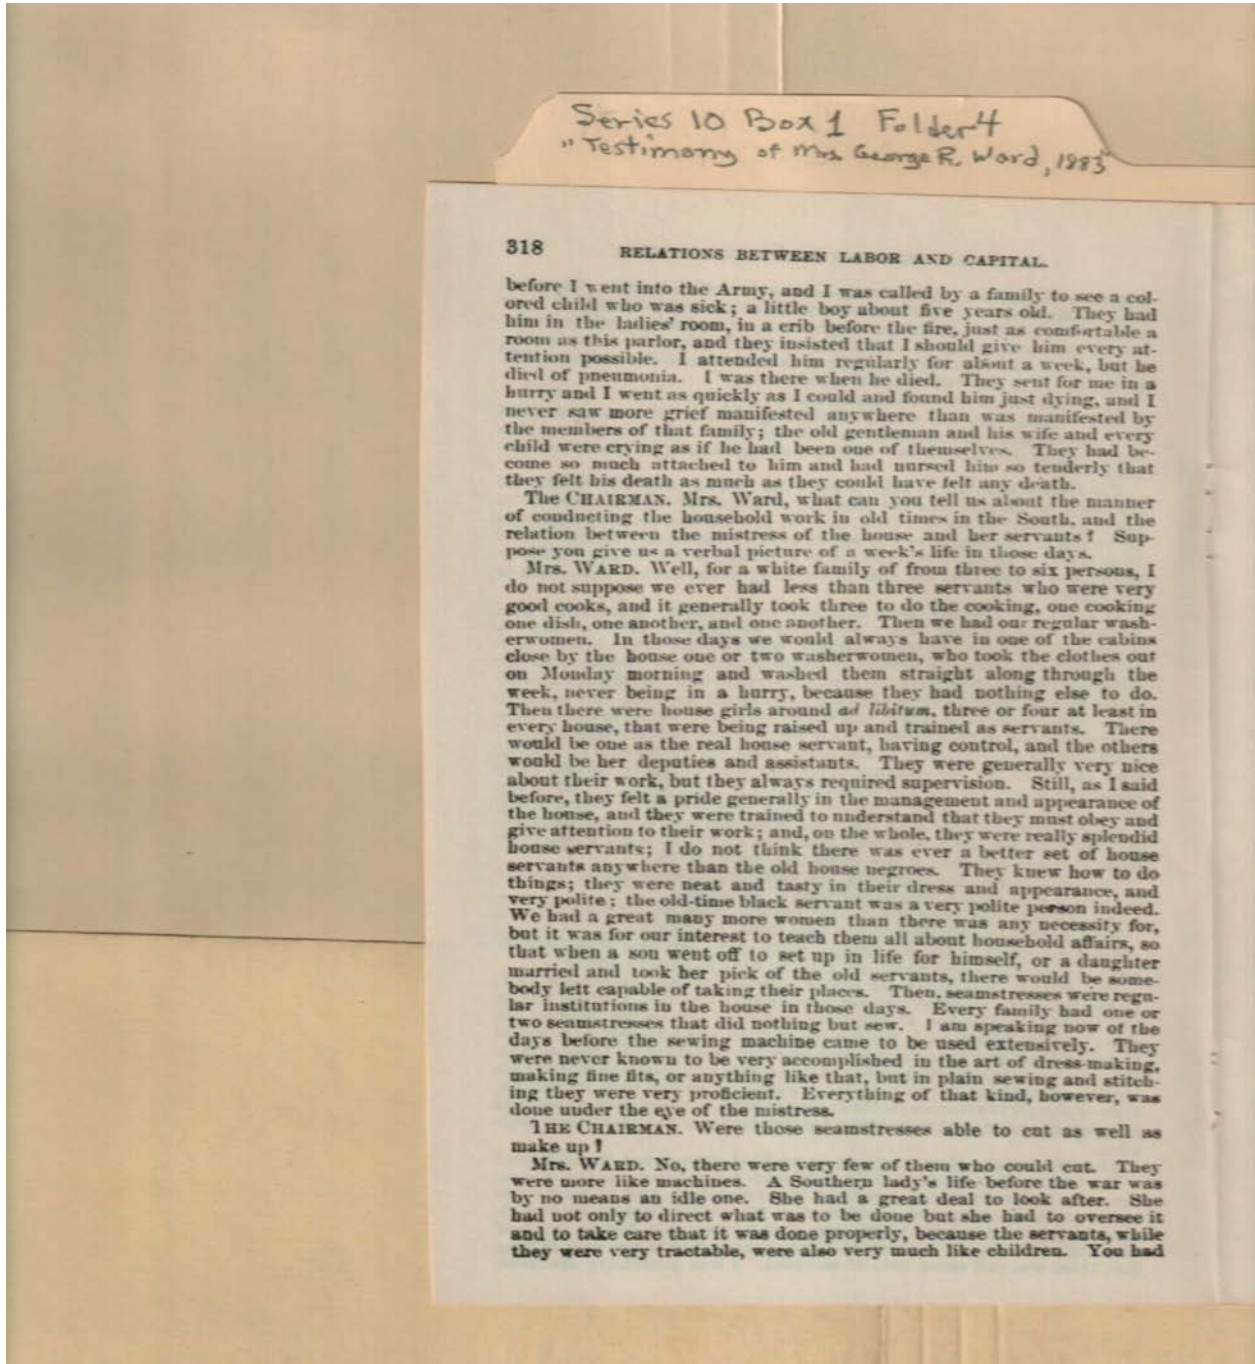 Series 10 Box 1 Folder 4
"Testimony of Mrs. George R. Ward, 1883"
318 RELATIONS BETWEEN LABOR AND CAPITAL.
before I went into the Army, and I was called by a family to see a col-
ored child who was sick; a little boy about five years old. They had
him in the ladies' room, in a crib before the fire, just as comfortable a
room as this parlor, and they insisted that I should give him every at-
tention possible. I attended him regularly for about a week, but he
died of pneumonia. I was there when he died. They sent for me in a
hurry and I went as quickly as I could and found him just dying, and I
never saw more grief manifested anywhere than was manifested by
the members of that family; the old gentleman and his wife and every
child were crying as if he had been one of themselves. They had be-
come so much attached to him and had nursed him so tenderly that
they felt his death as much as they could have felt any death.
The CHAIRMAN. Mrs. Ward, what can you tell us about the manner
of conducting the household work in old times in the South, and the
relation between the mistress of the house and her servants? Sup-
pose you give us a verbal picture of a week's life in those days.
Mrs. WARD. Well, for a white family of from three to six persons, I
do not suppose we ever had less than three servants who were very
good cooks, and it generally took three to do the cooking, one cooking
one dish, one another, and one another. Then we had our regular wash-
erwomen. In those days we would always have in one of the cabins
close by the house one or two washerwomen, who took the clothes out
on Monday morning and washed them straight along through the
week, never being in a hurry, because they had nothing else to do.
Then there were house girls around ad libitum, three or four at least in
every house, that were being raised up and trained as servants. There
would be one as the real house servant, having control, and the others
would be her deputies and assistants. They were generally very nice
about their work, but they always required supervision. Still, as I said
before, they felt a pride generally in the management and appearance of
the house, and they were trained to understand that they must obey and
give attention to their work; and, on the whole, they were really splendid
house servants; I do not think there was ever a better set of house
servants anywhere than the old house negroes. They knew how to do
things; they were neat and tasty in their dress and appearance, and
very polite; the old-time black servant was a very polite person indeed.
We had a great many more women than there was any necessity for,
but it was for our interest to teach them all about household affairs, so
that when a son went off to set up in life for himself, or a daughter
married and took her pick of the old servants, there would be some-
body left capable of taking their places. Then, seamstresses were regu-
lar institutions in the house in those days. Every family had one or
two seamstresses that did nothing but sew. I am speaking now of the
days before the sewing machine came to be used extensively. They
were never known to be very accomplished in the art of dress-making,
making fine fits, or anything like that, but in plain sewing and stitch-
ing they were very proficient. Everything of that kind, however, was
done under the eye of the mistress.
THE CHAIRMAN. Were those seamstresses able to cut as well as
make up?
Mrs. WARD. No, there were very few of them who could cut. They
were more like machines. A Southern lady's life before the war was
by no means an idle one. She had a great deal to look after. She
had not only to direct what was to be done but she had to oversee it
and to take care that it was done properly, because the servants, while
they were very tractable, were also very much like children. You had